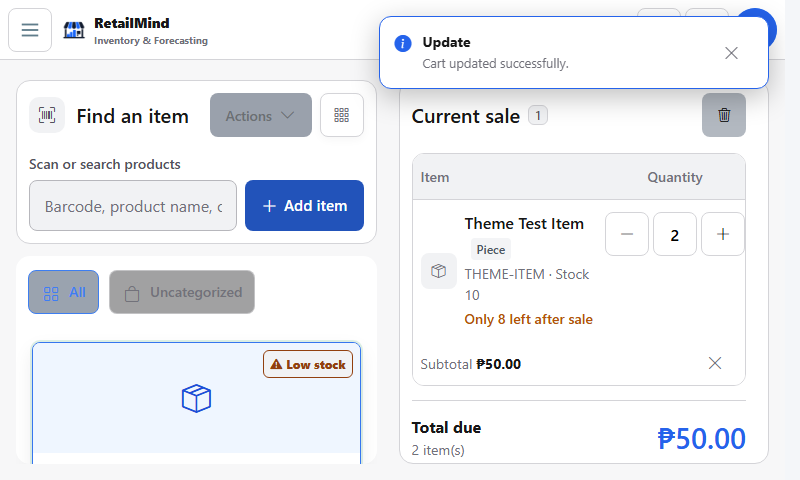 RetailMind
Inventory & Forecasting
Update
Cart updated successfully.
Find an item
Actions
Scan or search products
Barcode, product name, c
Add item
All
Uncategorized
Low stock
Current sale 1
Item Quantity
Theme Test Item
Piece
THEME-ITEM · Stock
10
Only 8 left after sale
2
Subtotal ₱50.00
Total due
2 item(s)
₱50.00